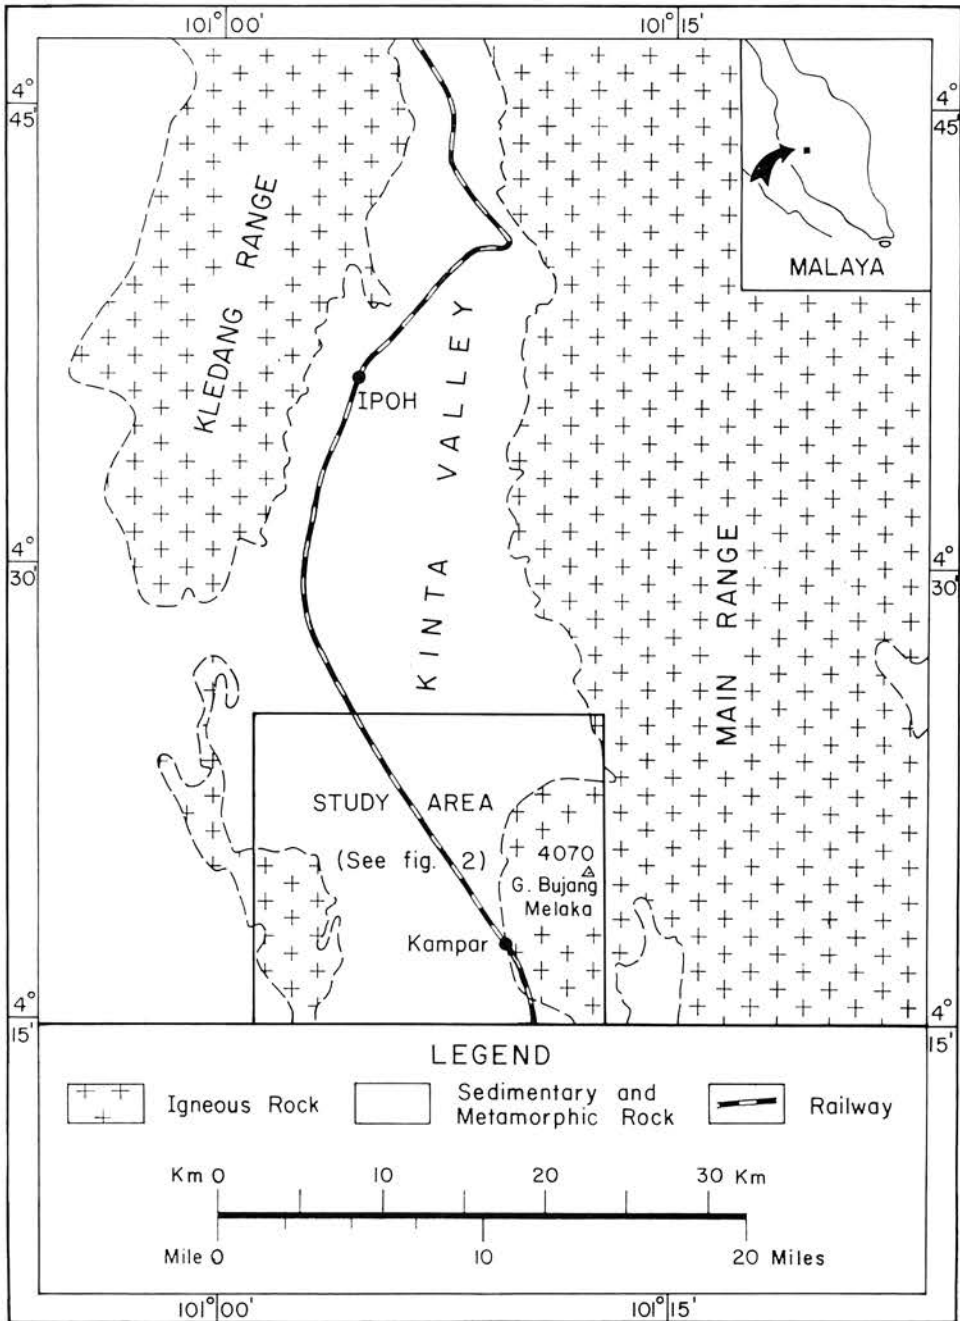 101°00'
101°15'
4°
45'
4°
45'
MALAYA
KLEDANG RANGE
IPOH
KINTA VALLEY
4°
30'
4°
30'
MAIN RANGE
STUDY AREA
(See fig. 2)
4070
G. Bujang
Melaka
Kampar
4°
15'
4°
15'
LEGEND
Igneous Rock
Sedimentary and
Metamorphic Rock
Railway
Km 0 10 20 30 Km
Mile 0 10 20 Miles
101°00'
101°15'